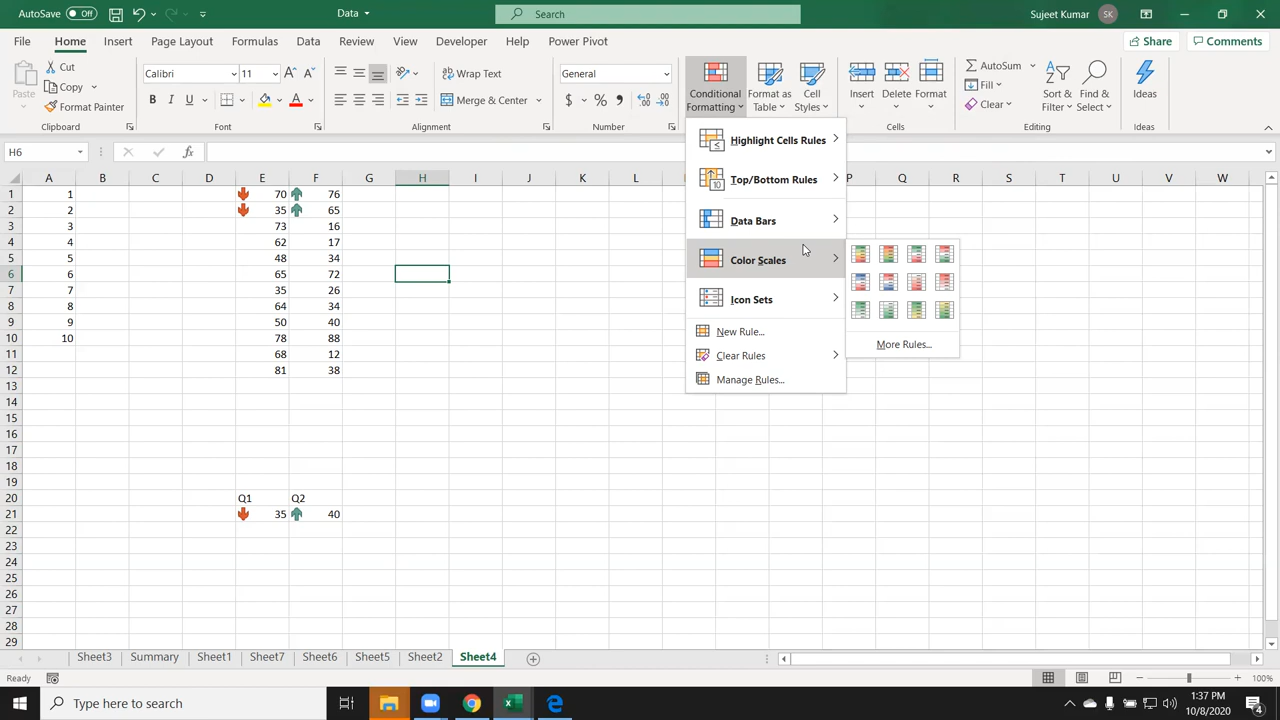 AutoSave Off Data Search Sujeet Kumar SK
File Home Insert Page Layout Formulas Data Review View Developer Help Power Pivot Share Comments
Paste Cut Copy Format Painter Clipboard
Calibri 11 A A B I U A Font
Wrap Text Merge & Center Alignment
General $ % , Number
Conditional Formatting Format as Table Cell Styles
Insert Delete Format Cells
AutoSum Fill Clear Sort & Filter Find & Select Editing
Ideas Ideas
H6 fx
Highlight Cells Rules
Top/Bottom Rules
Data Bars
Color Scales
Icon Sets
New Rule...
Clear Rules
Manage Rules...
More Rules...
A B C D E F G H I J K L P Q R S T U V W
1 1 70 76
2 2 35 65
3 3 73 16
4 4 62 17
5 5 48 34
6 6 65 72
7 7 35 26
8 8 64 34
9 9 50 40
10 10 78 88
11 68 12
12 81 38
13
14
15
16
17
18
19
20 Q1 Q2
21 35 40
22
23
24
25
26
27
28
29
Sheet3 Summary Sheet1 Sheet7 Sheet6 Sheet5 Sheet2 Sheet4
Ready 100%
Type here to search 1:37 PM
10/8/2020 4